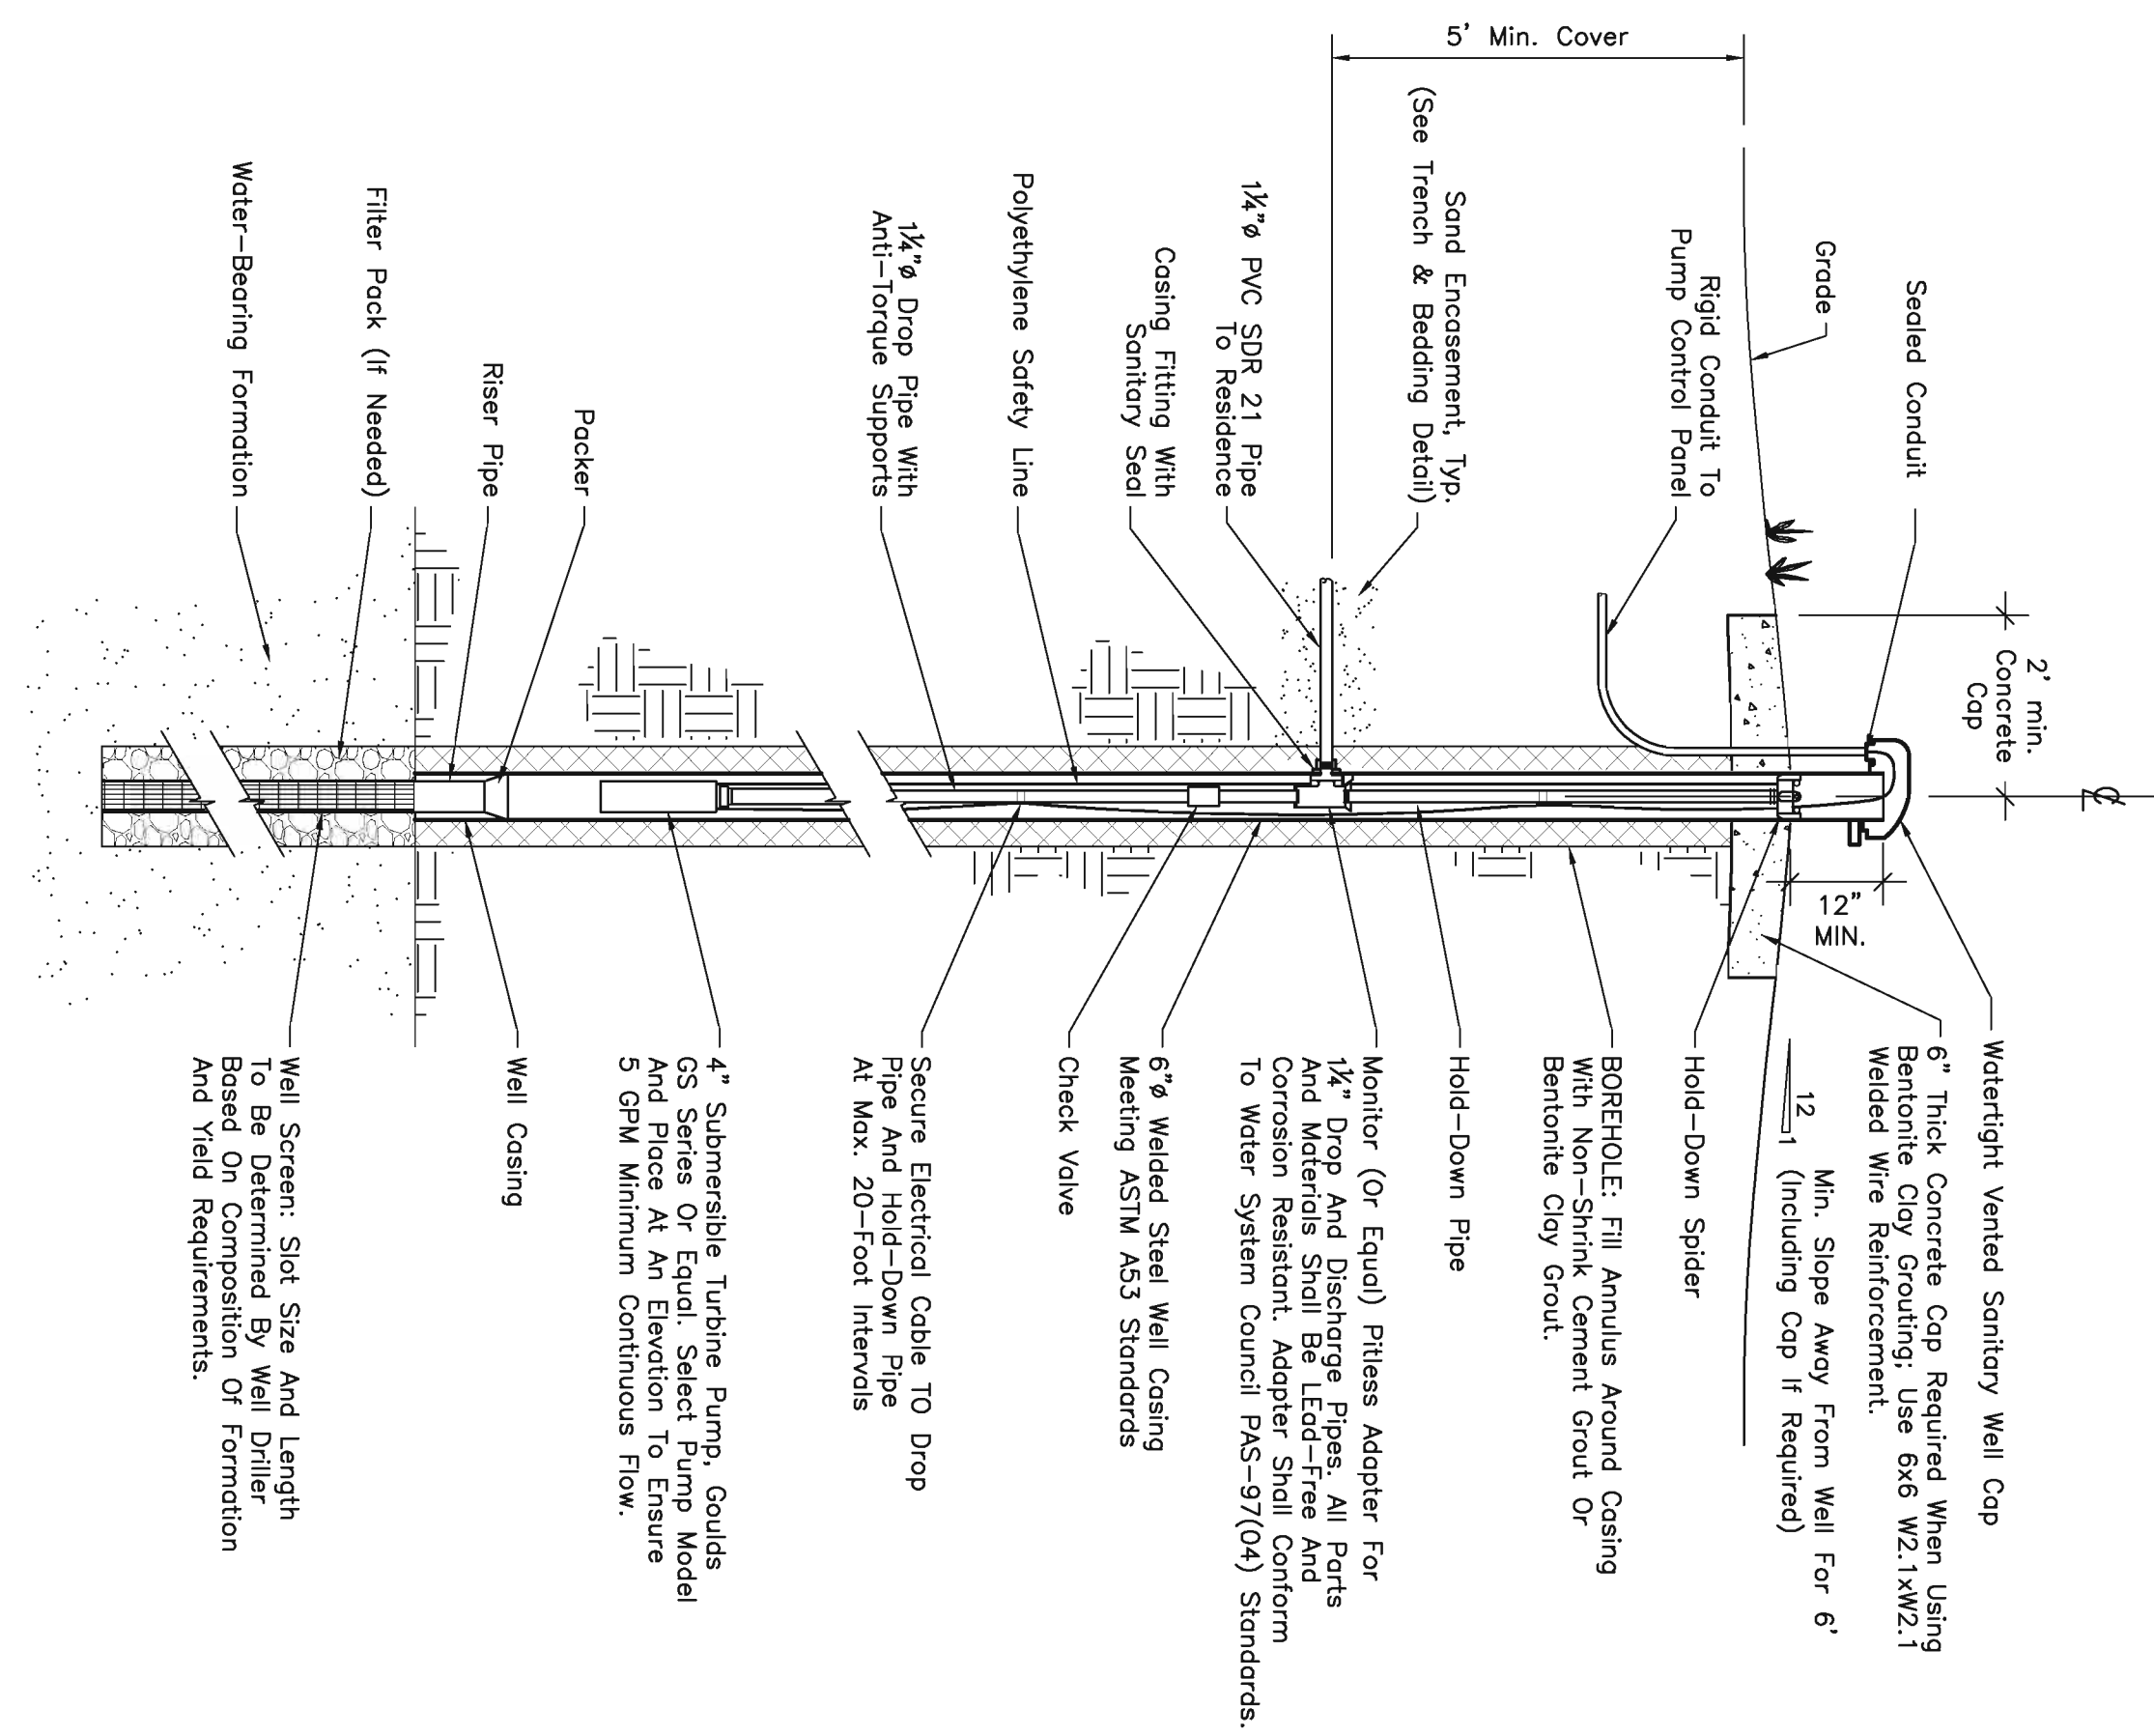 5' Min. Cover
2' min.
Concrete
Cap
℄
Sealed Conduit
Grade
Rigid Conduit To
Pump Control Panel
Sand Encasement, Typ.
(See Trench & Bedding Detail)
1¼"ø PVC SDR 21 Pipe
To Residence
Casing Fitting With
Sanitary Seal
Polyethylene Safety Line
1¼"ø Drop Pipe With
Anti-Torque Supports
Packer
Riser Pipe
Filter Pack (If Needed)
Water-Bearing Formation
12"
MIN.
Watertight Vented Sanitary Well Cap
6" Thick Concrete Cap Required When Using
Bentonite Clay Grouting; Use 6x6 W2.1xW2.1
Welded Wire Reinforcement.
12
1
Min. Slope Away From Well For 6'
(Including Cap If Required)
Hold-Down Spider
BOREHOLE: Fill Annulus Around Casing
With Non-Shrink Cement Grout Or
Bentonite Clay Grout.
Hold-Down Pipe
Monitor (Or Equal) Pitless Adapter For
1¼" Drop And Discharge Pipes. All Parts
And Materials Shall Be LEad-Free And
Corrosion Resistant. Adapter Shall Conform
To Water System Council PAS-97(04) Standards.
6"ø Welded Steel Well Casing
Meeting ASTM A53 Standards
Check Valve
Secure Electrical Cable TO Drop
Pipe And Hold-Down Pipe
At Max. 20-Foot Intervals
4" Submersible Turbine Pump, Goulds
GS Series Or Equal. Select Pump Model
And Place At An Elevation To Ensure
5 GPM Minimum Continuous Flow.
Well Casing
Well Screen: Slot Size And Length
To Be Determined By Well Driller
Based On Composition Of Formation
And Yield Requirements.